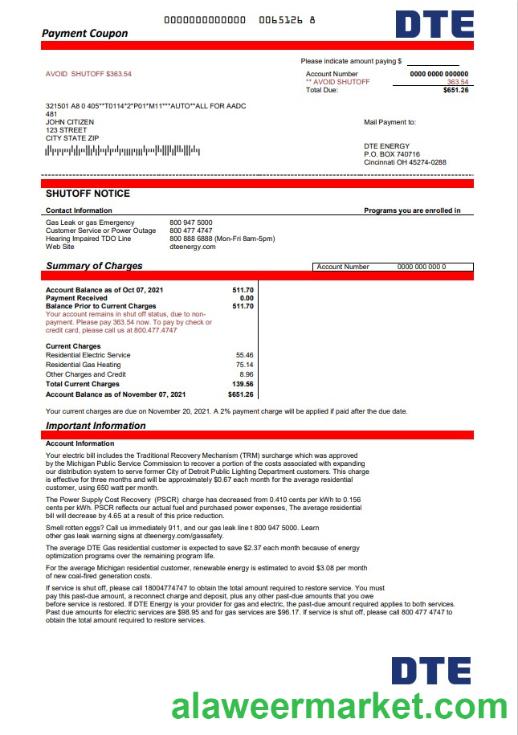 0000000000000 0065126 8
DTE
Payment Coupon
Please indicate amount paying $
AVOID SHUTOFF $363.54
Account Number 0000 0000 000000
** AVOID SHUTOFF 363.54
Total Due: $651.26
321501 A8 0 405**T0114*2*P01*M11***AUTO**ALL FOR AADC
481
JOHN CITIZEN
123 STREET
CITY STATE ZIP
Mail Payment to:
DTE ENERGY
P.O. BOX 740716
Cincinnati OH 45274-0288
SHUTOFF NOTICE
Contact Information Programs you are enrolled in
Gas Leak or gas Emergency 800 947 5000
Customer Service or Power Outage 800 477 4747
Hearing Impaired TDO Line 800 888 6888 (Mon-Fri 8am-5pm)
Web Site dteenergy.com
Summary of Charges Account Number 0000 000 000 0
Account Balance as of Oct 07, 2021 511.70
Payment Received 0.00
Balance Prior to Current Charges 511.70
Your account remains in shut off status, due to non-
payment. Please pay 363.54 now. To pay by check or
credit card, please call us at 800.477.4747
Current Charges
Residential Electric Service 55.46
Residential Gas Heating 75.14
Other Charges and Credit 8.96
Total Current Charges 139.56
Account Balance as of November 07, 2021 $651.26
Your current charges are due on November 20, 2021. A 2% payment charge will be applied if paid after the due date.
Important Information
Account Information
Your electric bill includes the Traditional Recovery Mechanism (TRM) surcharge which was approved
by the Michigan Public Service Commission to recover a portion of the costs associated with expanding
our distribution system to serve former City of Detroit Public Lighting Department customers. This charge
is effective for three months and will be approximately $0.67 each month for the average residential
customer, using 650 watt per month.
The Power Supply Cost Recovery (PSCR) charge has decreased from 0.410 cents per kWh to 0.156
cents per kWh. PSCR reflects our actual fuel and purchased power expenses, The average residential
bill will decrease by 4.65 at a result of this price reduction.
Smell rotten eggs? Call us immediately 911, and our gas leak line t 800 947 5000. Learn
other gas leak warning signs at dteenergy.com/gassafety.
The average DTE Gas residential customer is expected to save $2.37 each month because of energy
optimization programs over the remaining program life.
For the average Michigan residential customer, renewable energy is estimated to avoid $3.08 per month
of new coal-fired generation costs.
If service is shut off, please call 18004774747 to obtain the total amount required to restore service. You must
pay this past-due amount, a reconnect charge and deposit, plus any other past-due amounts that you owe
before service is restored. If DTE Energy is your provider for gas and electric, the past-due amount required applies to both services.
Past due amounts for electric services are $98.95 and for gas services are $96.17. If service is shut off, please call 800 477 4747 to
obtain the total amount required to restore services.
DTE
alaweermarket.com